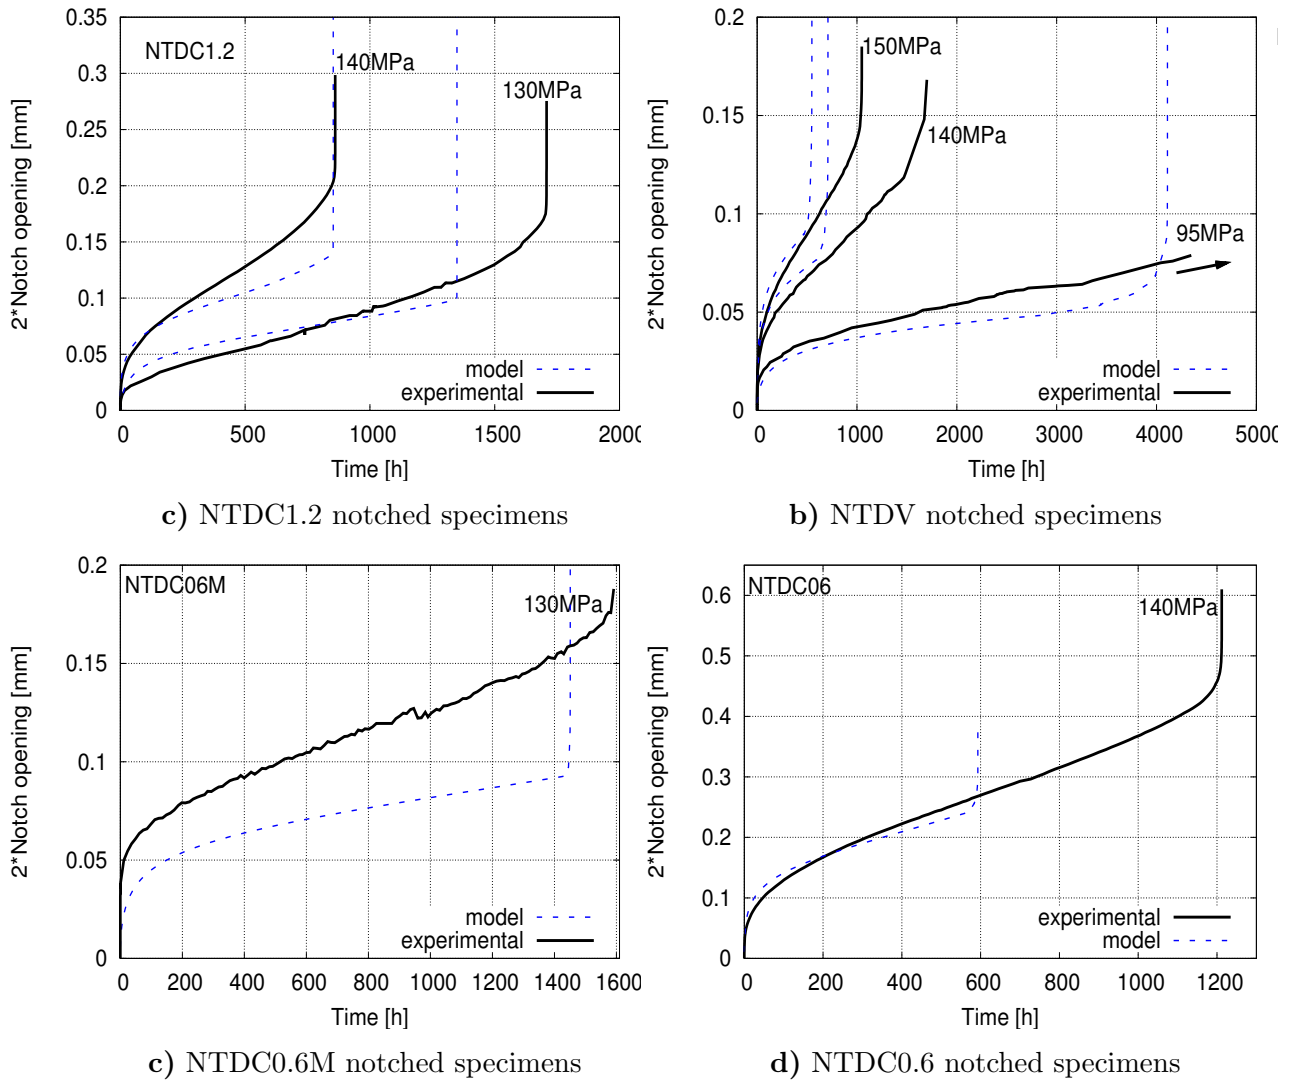 0.35
0.3
0.25
0.2
0.15
0.1
0.05
0
2*Notch opening [mm]
NTDC1.2
140MPa
130MPa
model
experimental
0 500 1000 1500
Time [h]
c) NTDC1.2 notched specimens
0.2
0.15
0.1
0.05
0
2*Notch opening [mm]
150MPa
140MPa
95MPa
model
experimental
0 1000 2000 3000 4000
Time [h]
b) NTDV notched specimens
0.2
0.15
0.1
0.05
0
2*Notch opening [mm]
NTDC06M
130MPa
model
experimental
0 200 400 600 800 1000 1200 1400
Time [h]
c) NTDC0.6M notched specimens
0.6
0.5
0.4
0.3
0.2
0.1
0
2*Notch opening [mm]
NTDC06
140MPa
experimental
model
0 200 400 600 800 1000 1200
Time [h]
d) NTDC0.6 notched specimens